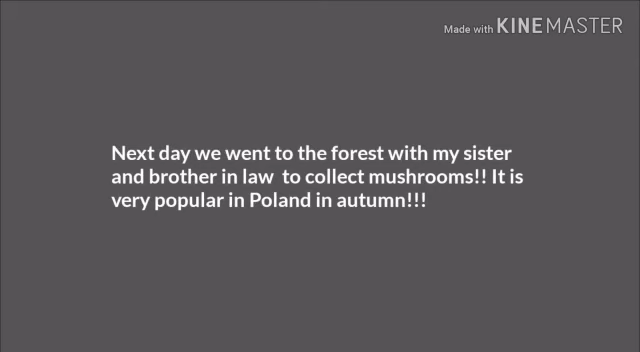 Made with KINEMASTER
Next day we went to the forest with my sister
and brother in law  to collect mushrooms!! It is
very popular in Poland in autumn!!!